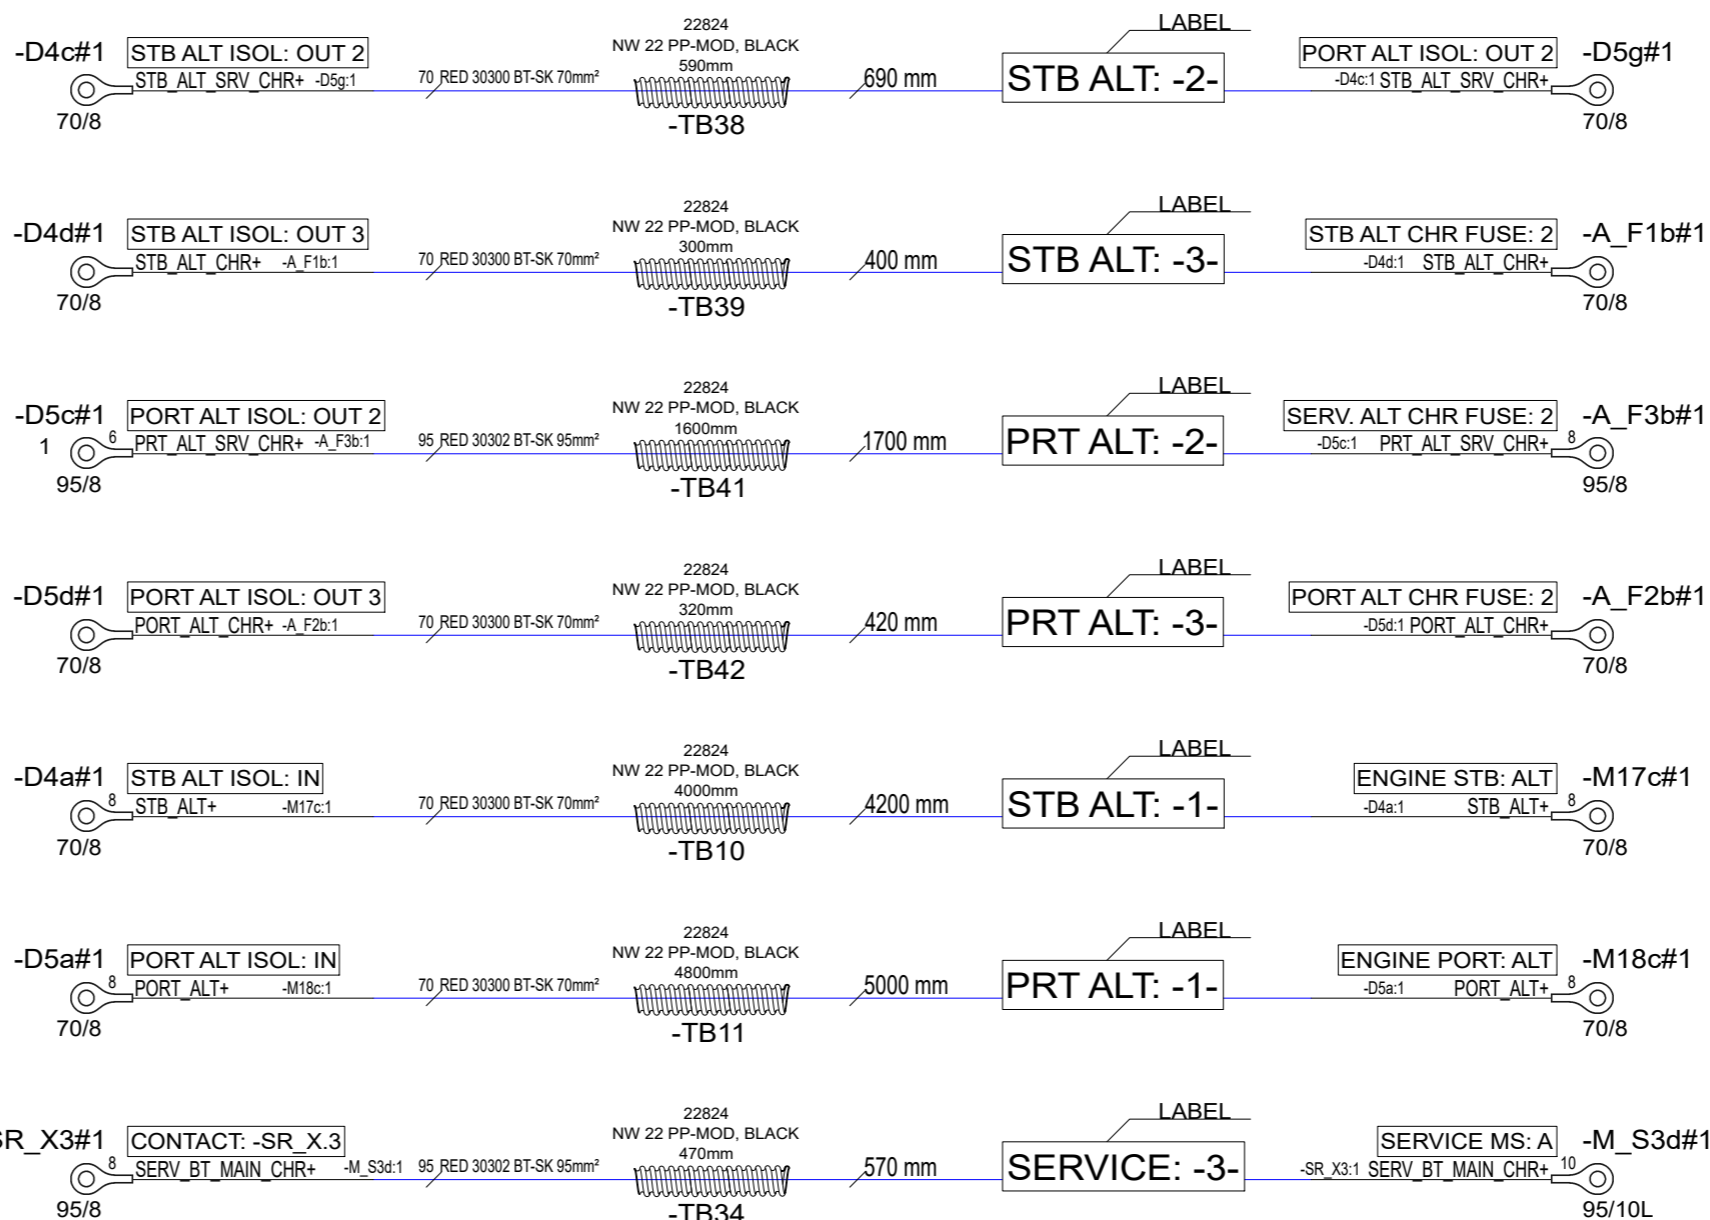 22824 LABEL
-D4c#1 STB ALT ISOL: OUT 2 NW 22 PP-MOD, BLACK PORT ALT ISOL: OUT 2 -D5g#1
590mm
STB_ALT_SRV_CHR+ -D5g:1 70 RED 30300 BT-SK 70mm² 690 mm STB ALT: -2- -D4c:1 STB_ALT_SRV_CHR+
70/8 -TB38 70/8
22824 LABEL
-D4d#1 STB ALT ISOL: OUT 3 NW 22 PP-MOD, BLACK STB ALT CHR FUSE: 2 -A_F1b#1
300mm
STB_ALT_CHR+ -A_F1b:1 70 RED 30300 BT-SK 70mm² 400 mm STB ALT: -3- -D4d:1 STB_ALT_CHR+
70/8 -TB39 70/8
22824 LABEL
-D5c#1 PORT ALT ISOL: OUT 2 NW 22 PP-MOD, BLACK SERV. ALT CHR FUSE: 2 -A_F3b#1
1600mm
1 6 PRT_ALT_SRV_CHR+ -A_F3b:1 95 RED 30302 BT-SK 95mm² 1700 mm PRT ALT: -2- -D5c:1 PRT_ALT_SRV_CHR+ 8
95/8 -TB41 95/8
22824 LABEL
-D5d#1 PORT ALT ISOL: OUT 3 NW 22 PP-MOD, BLACK PORT ALT CHR FUSE: 2 -A_F2b#1
320mm
PORT_ALT_CHR+ -A_F2b:1 70 RED 30300 BT-SK 70mm² 420 mm PRT ALT: -3- -D5d:1 PORT_ALT_CHR+
70/8 -TB42 70/8
22824 LABEL
-D4a#1 STB ALT ISOL: IN NW 22 PP-MOD, BLACK ENGINE STB: ALT -M17c#1
4000mm
8 STB_ALT+ -M17c:1 70 RED 30300 BT-SK 70mm² 4200 mm STB ALT: -1- -D4a:1 STB_ALT+ 8
70/8 -TB10 70/8
22824 LABEL
-D5a#1 PORT ALT ISOL: IN NW 22 PP-MOD, BLACK ENGINE PORT: ALT -M18c#1
4800mm
8 PORT_ALT+ -M18c:1 70 RED 30300 BT-SK 70mm² 5000 mm PRT ALT: -1- -D5a:1 PORT_ALT+ 8
70/8 -TB11 70/8
22824 LABEL
SR_X3#1 CONTACT: -SR_X.3 NW 22 PP-MOD, BLACK SERVICE MS: A -M_S3d#1
470mm
8 SERV_BT_MAIN_CHR+ -M_S3d:1 95 RED 30302 BT-SK 95mm² 570 mm SERVICE: -3- -SR_X3:1 SERV_BT_MAIN_CHR+ 10
95/8 -TB34 95/10L